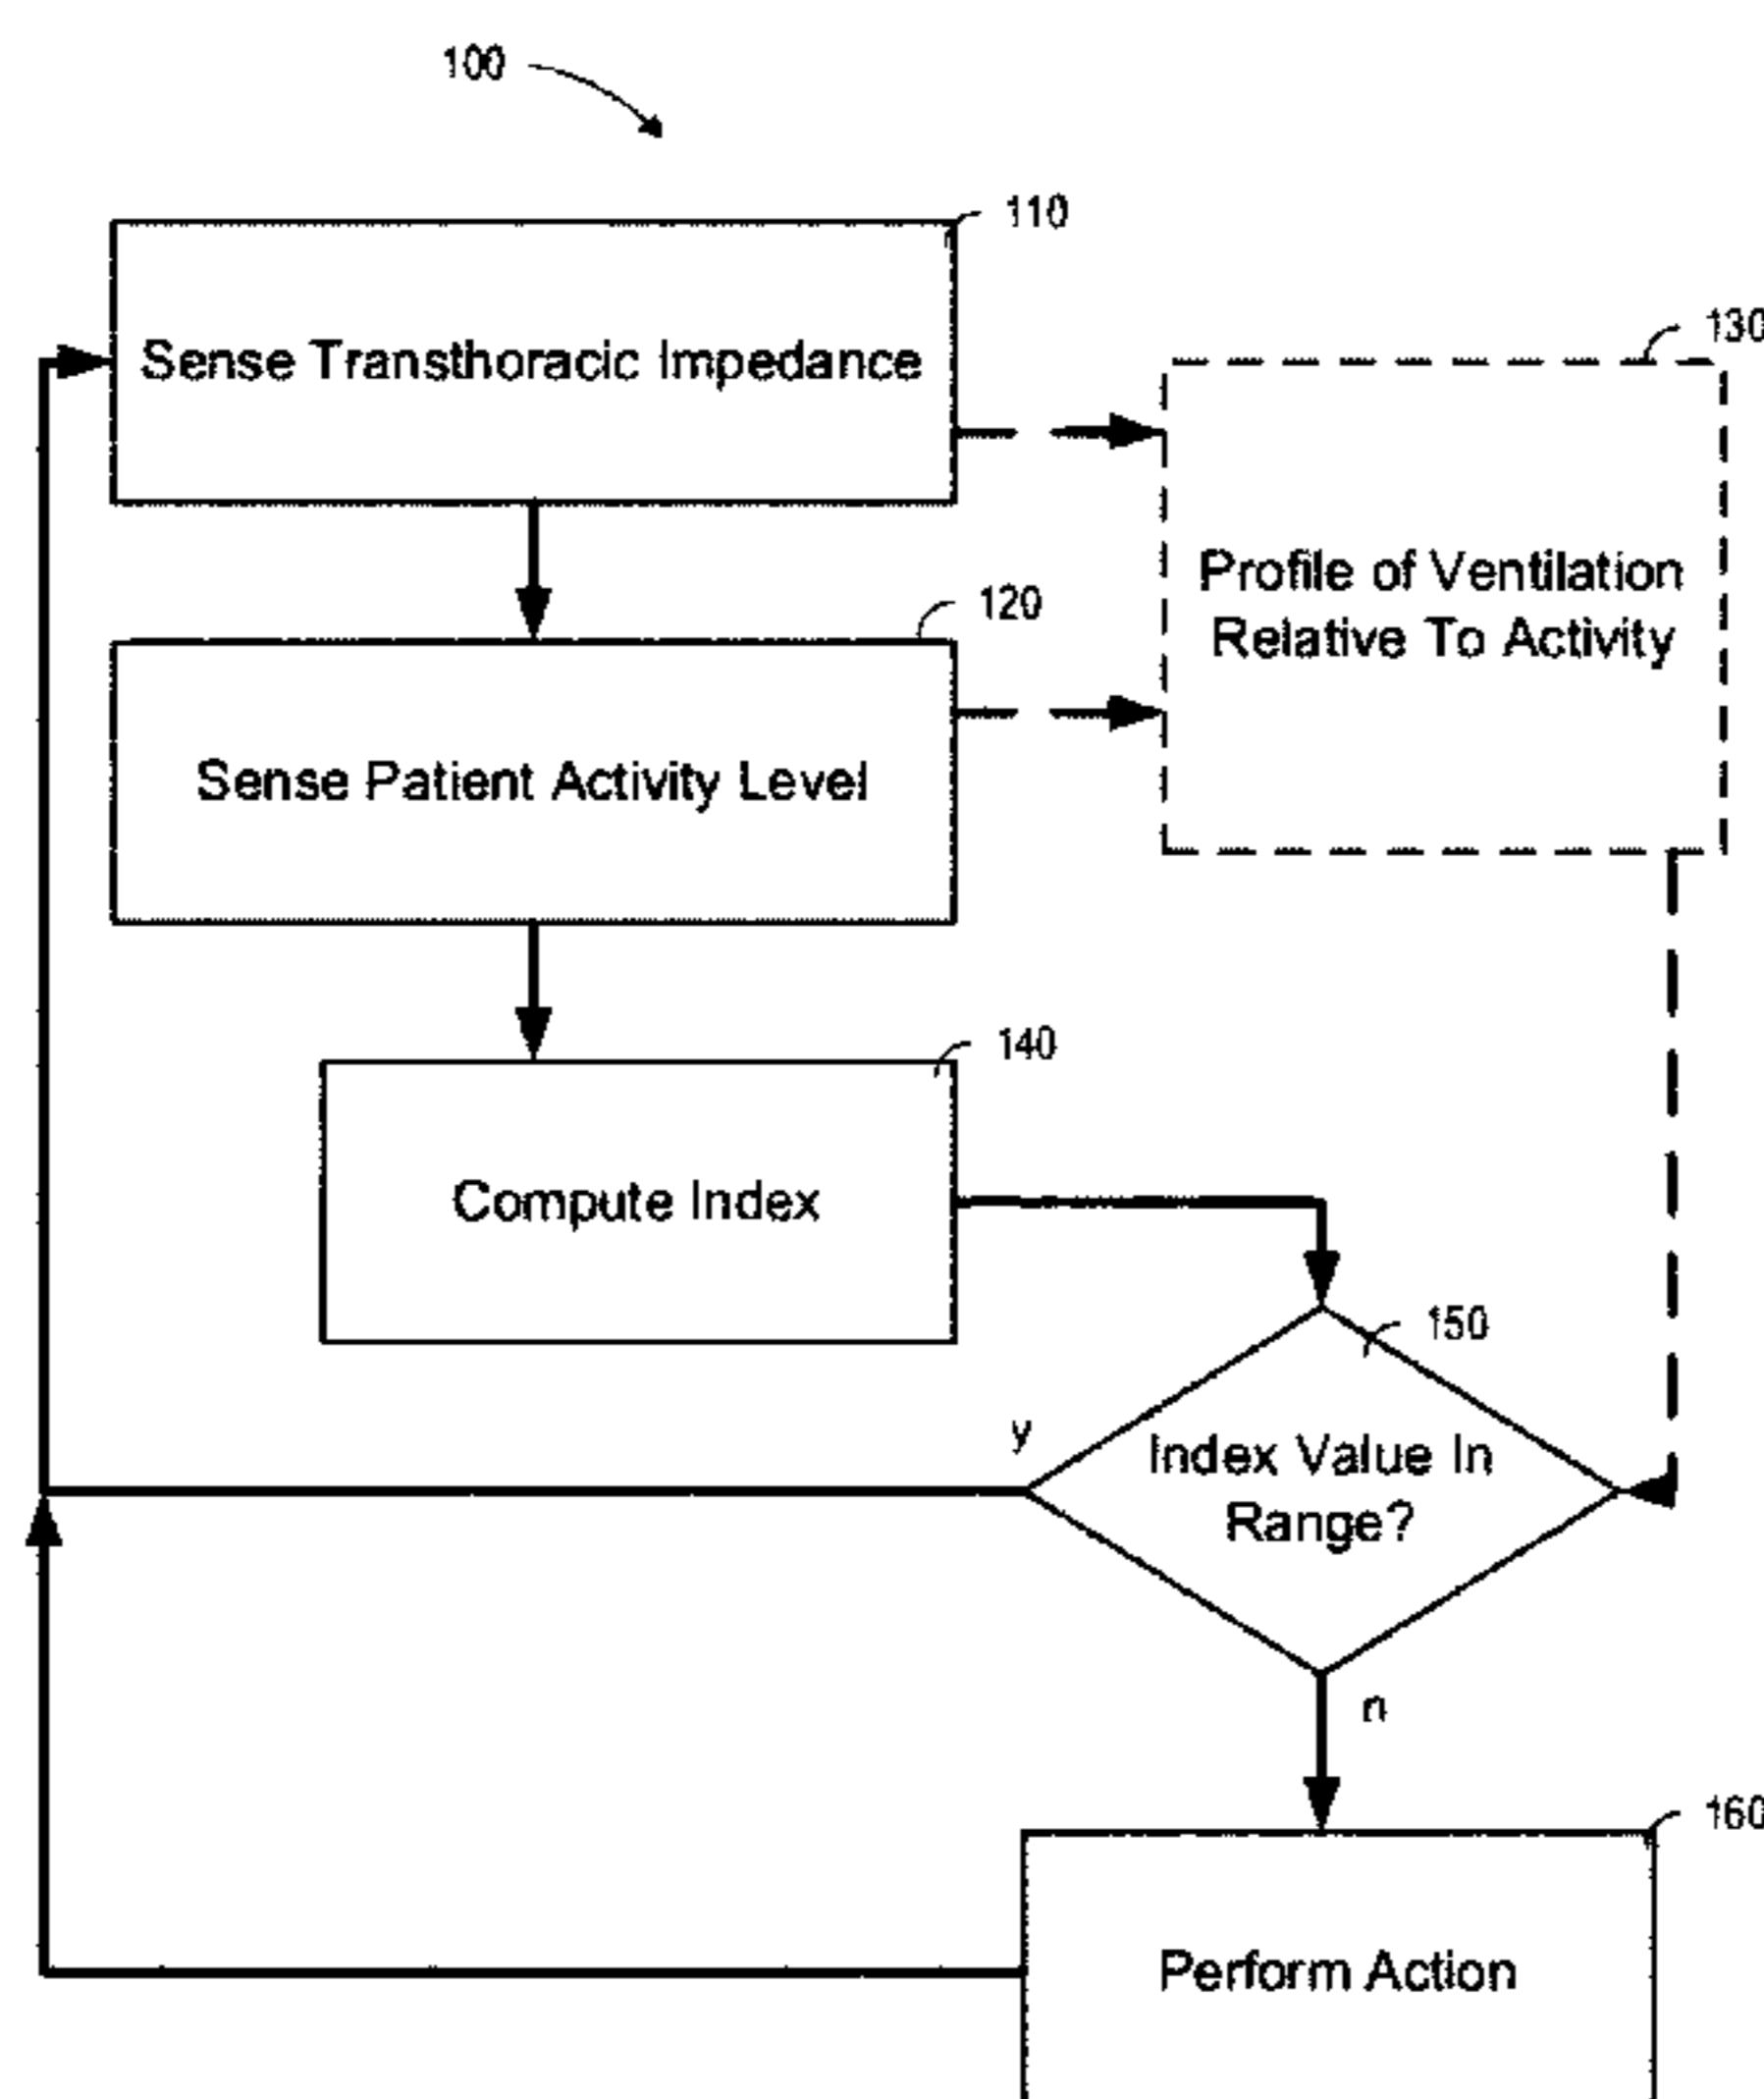 100
110
Sense Transthoracic Impedance
130
Profile of Ventilation
Relative To Activity
120
Sense Patient Activity Level
140
Compute Index
150
y
Index Value In
Range?
n
160
Perform Action